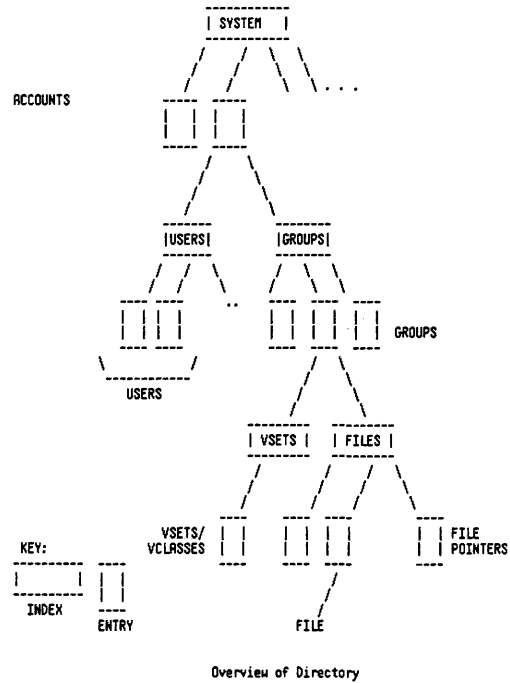 SYSTEM
. . .
ACCOUNTS
USERS
GROUPS
. .
GROUPS
USERS
VSETS
FILES
VSETS/
VCLASSES
FILE
POINTERS
KEY:
INDEX
ENTRY
FILE
Overview of Directory